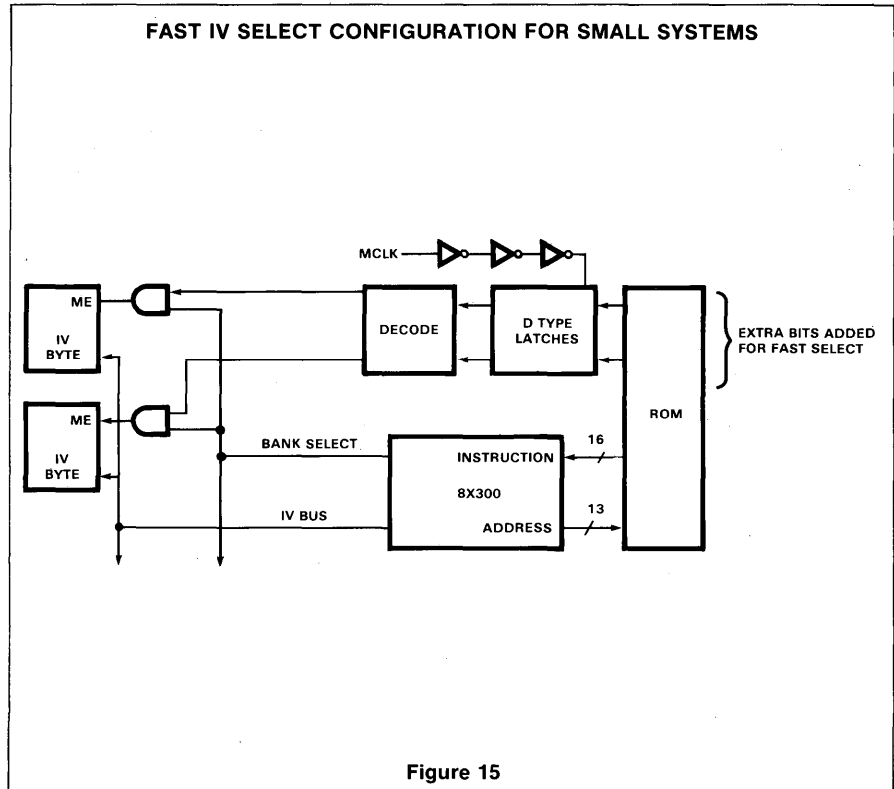 FAST IV SELECT CONFIGURATION FOR SMALL SYSTEMS
MCLK
ME
IV
BYTE
DECODE
D TYPE
LATCHES
EXTRA BITS ADDED
FOR FAST SELECT
ROM
ME
IV
BYTE
BANK SELECT
INSTRUCTION
16
8X300
IV BUS
ADDRESS
13
Figure 15